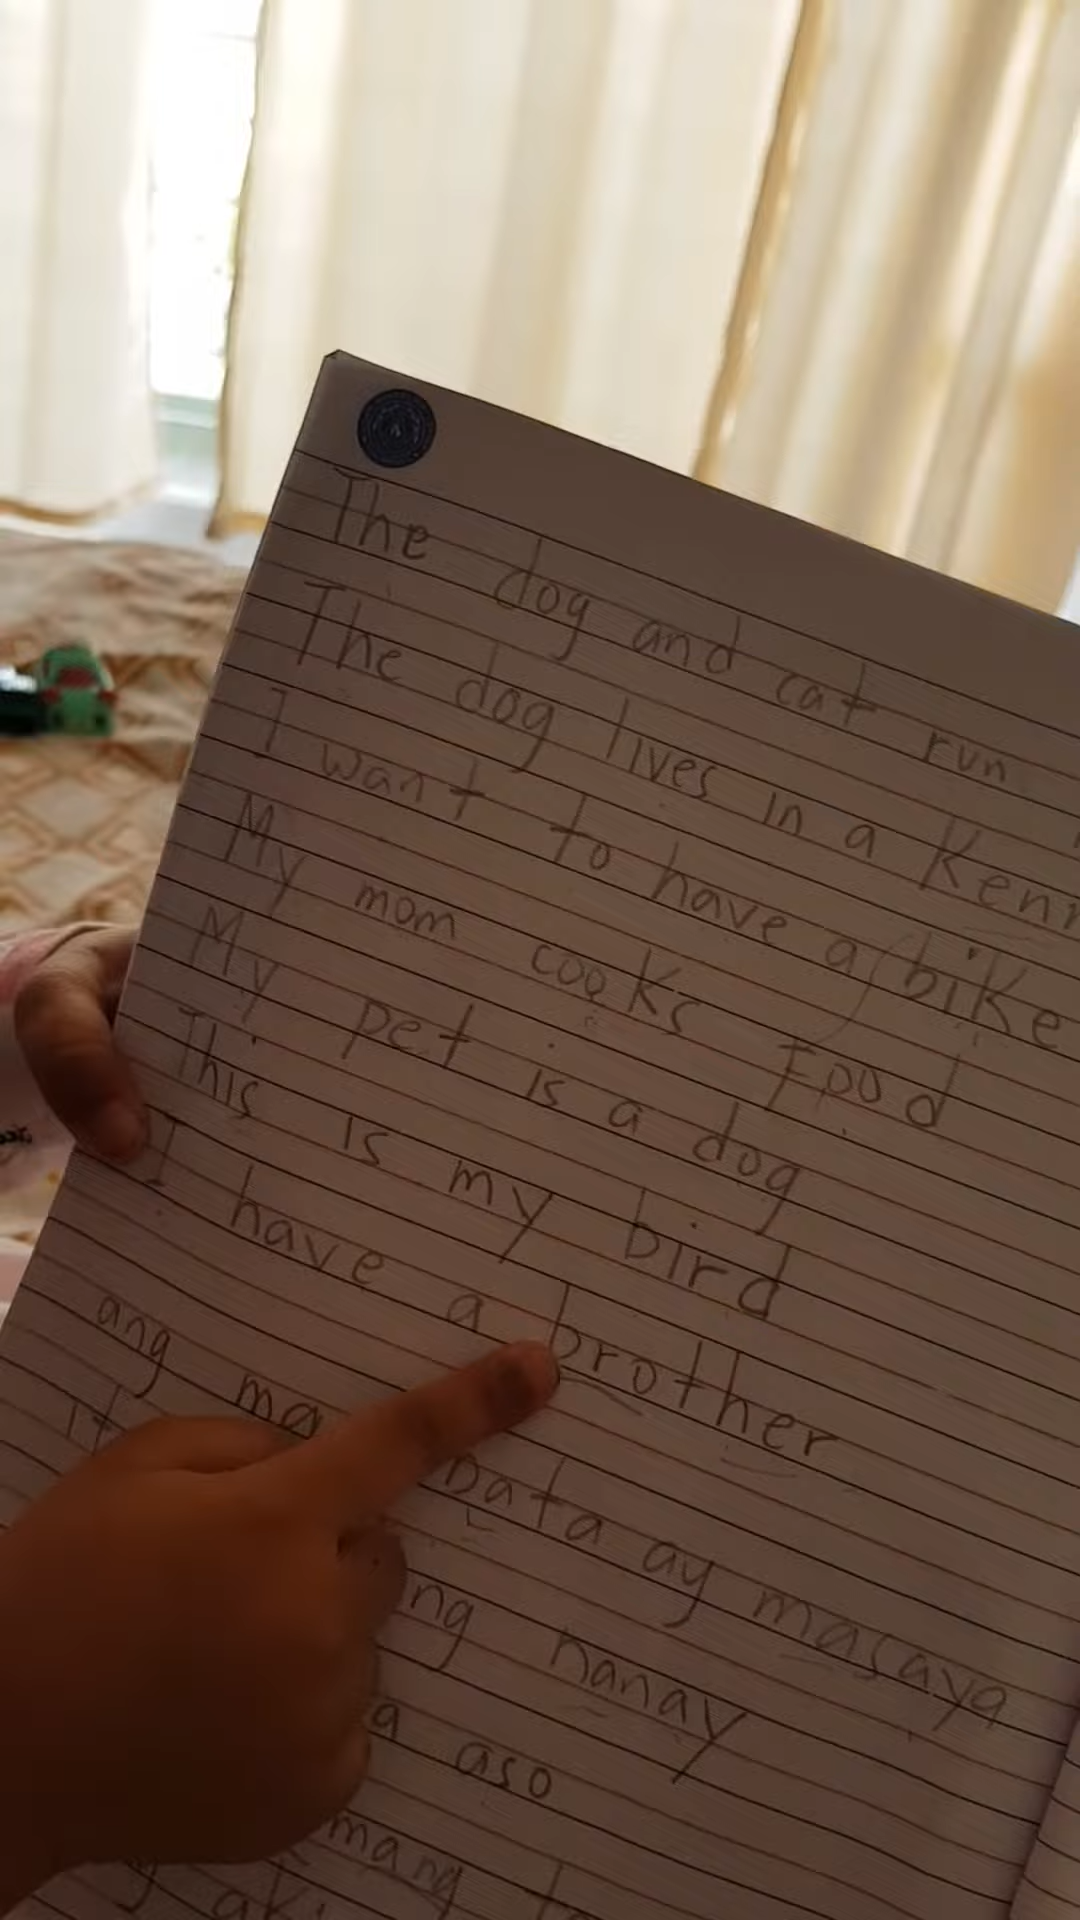 The dog and cat run
The dog lives in a
I want to have a bike
My mom cooks Food
My pet is a dog
This is my bird
I have a brother
ang bata ay masaya
nanay
aso